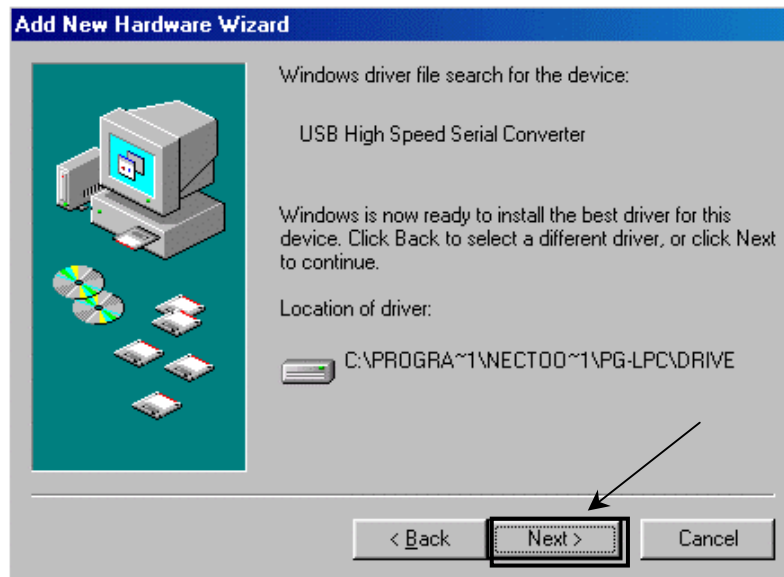 Add New Hardware Wizard
Windows driver file search for the device:
USB High Speed Serial Converter
Windows is now ready to install the best driver for this
device. Click Back to select a different driver, or click Next
to continue.
Location of driver:
C:\PROGRA~1\NECTOO~1\PG-LPC\DRIVE
< Back
Next >
Cancel